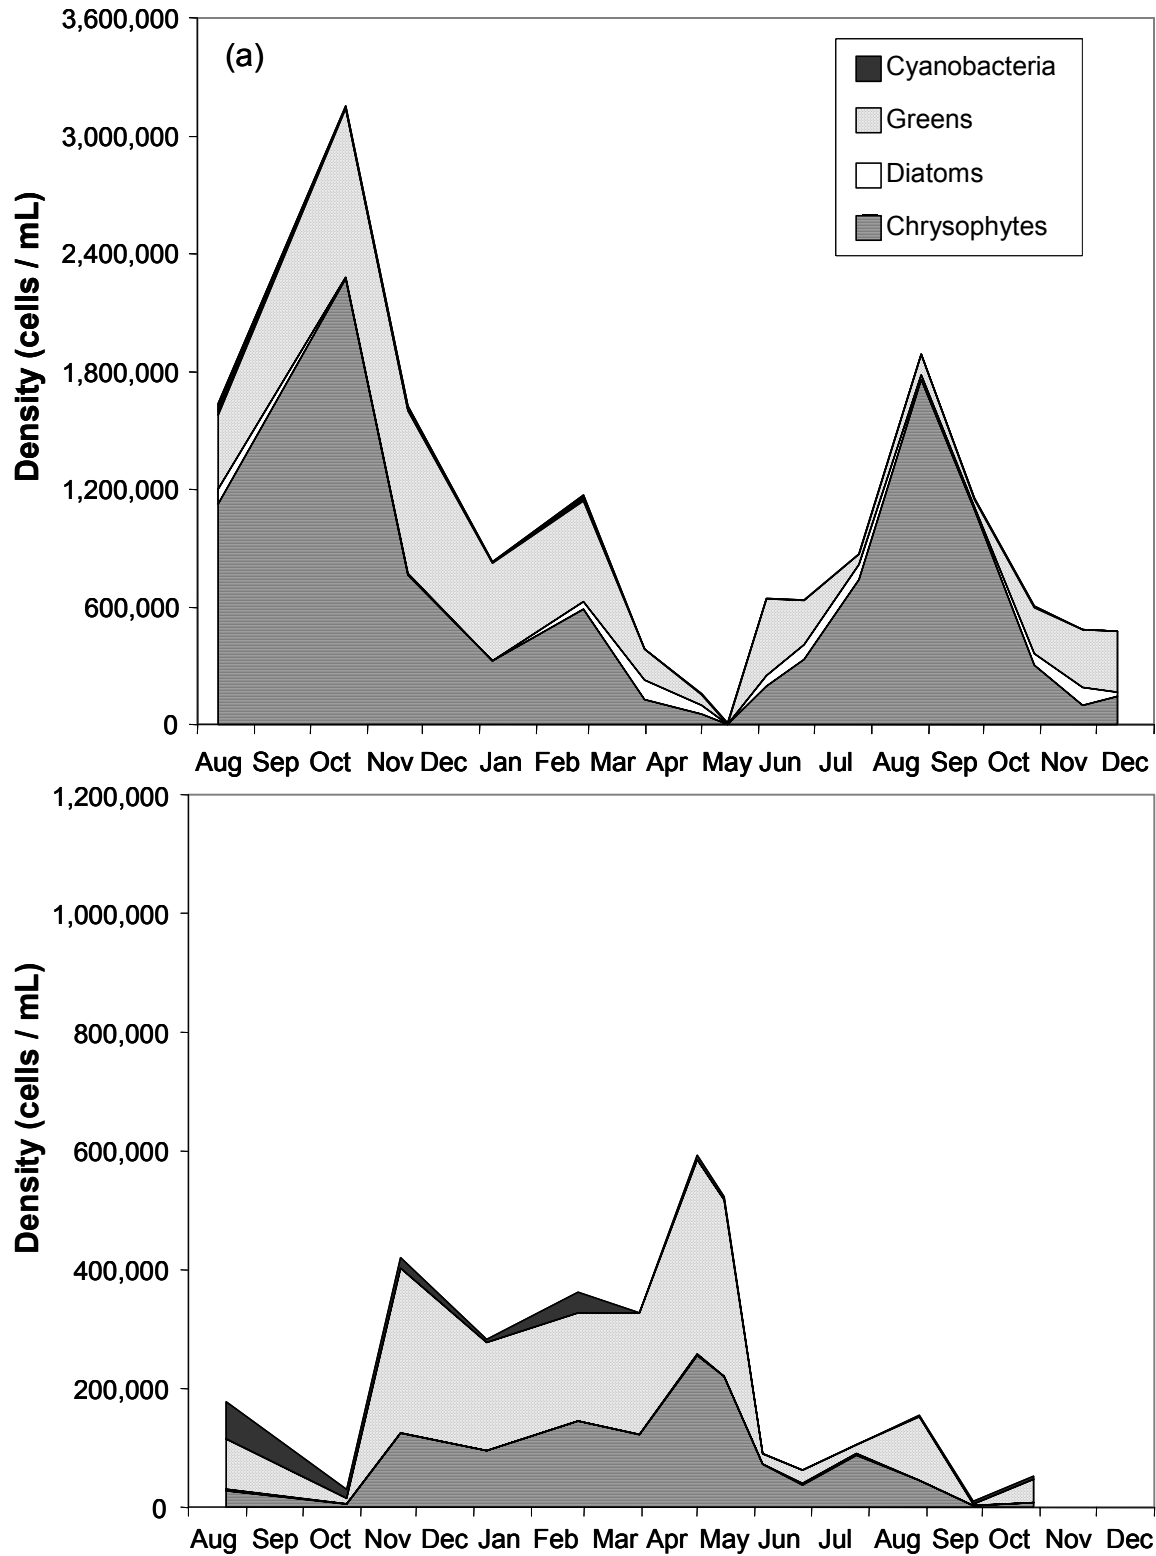 3,600,000
(a)
Cyanobacteria
Greens
Diatoms
Chrysophytes
3,000,000
2,400,000
1,800,000
1,200,000
600,000
0
Density (cells / mL)
Aug Sep Oct Nov Dec Jan Feb Mar Apr May Jun Jul Aug Sep Oct Nov Dec
1,200,000
1,000,000
800,000
600,000
400,000
200,000
0
Density (cells / mL)
Aug Sep Oct Nov Dec Jan Feb Mar Apr May Jun Jul Aug Sep Oct Nov Dec